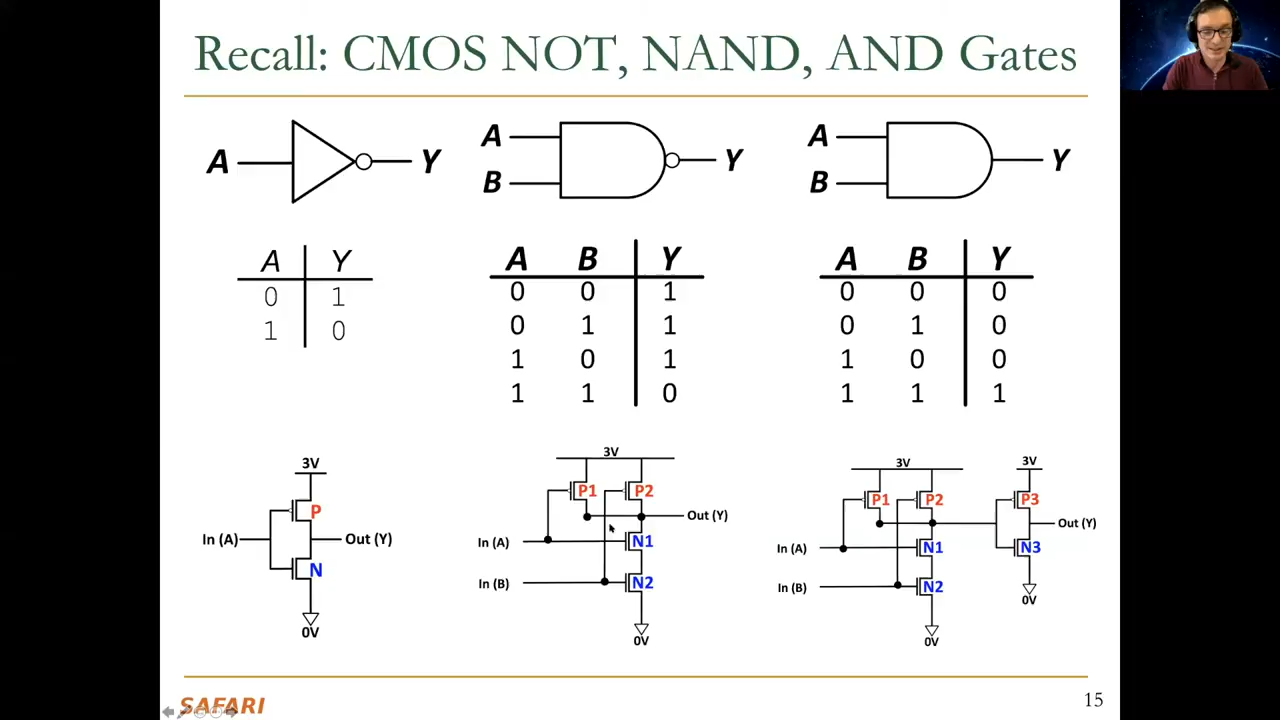 Recall: CMOS NOT, NAND, AND Gates
A Y
A B Y
A B Y
A Y
0 1
1 0
A B Y
0 0 1
0 1 1
1 0 1
1 1 0
A B Y
0 0 0
0 1 0
1 0 0
1 1 1
3V
P
In (A) Out (Y)
N
0V
3V
P1 P2
Out (Y)
In (A) N1
In (B) N2
0V
3V 3V
P1 P2 P3
Out (Y)
In (A) N1 N3
In (B) N2
0V
0V
SAFARI
15